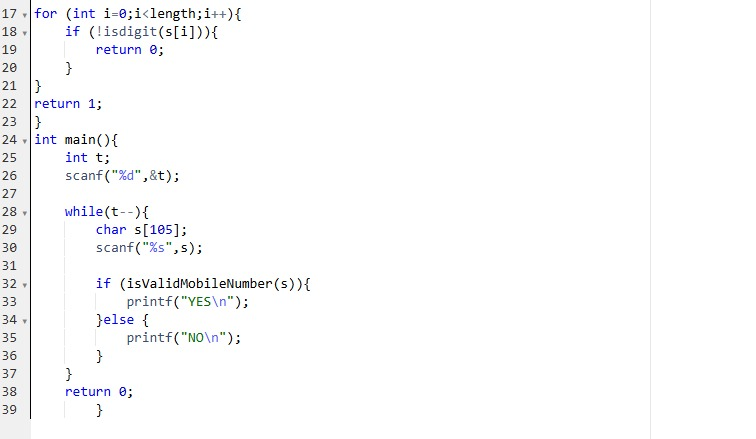 17 for (int i=0;i<length;i++){
18     if (!isdigit(s[i])){
19         return 0;
20     }
21 }
22 return 1;
23 }
24 int main(){
25     int t;
26     scanf("%d",&t);
27
28     while(t--){
29         char s[105];
30         scanf("%s",s);
31
32         if (isValidMobileNumber(s)){
33             printf("YES\n");
34         }else {
35             printf("NO\n");
36         }
37     }
38     return 0;
39         }